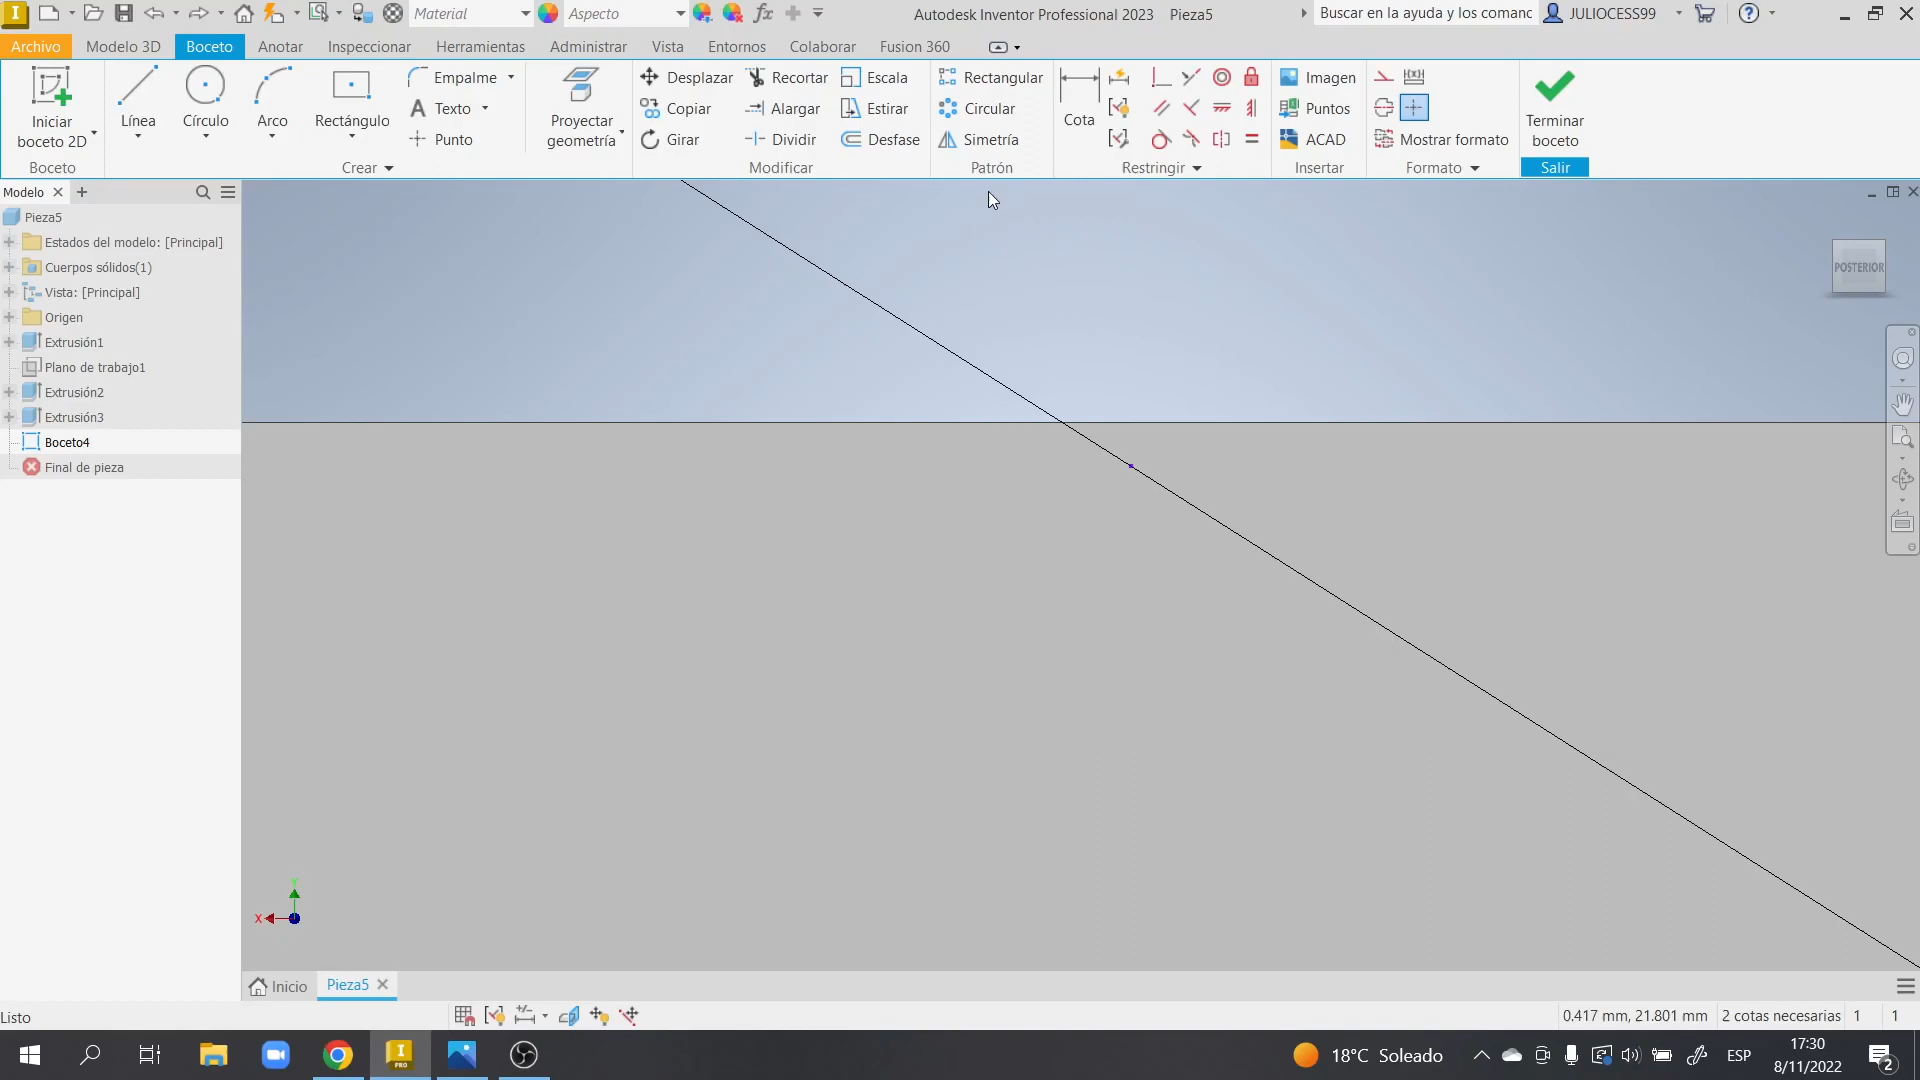 Material
Aspecto
fx
Autodesk Inventor Professional 2023 Pieza5
Buscar en la ayuda y los comanc
JULIOCESS99
Archivo Modelo 3D Boceto Anotar Inspeccionar Herramientas Administrar Vista Entornos Colaborar Fusion 360
Iniciar
boceto 2D
Línea
Círculo
Arco
Rectángulo
Empalme
Texto
Punto
Proyectar
geometría
Desplazar
Copiar
Girar
Recortar
Alargar
Dividir
Escala
Estirar
Desfase
Rectangular
Circular
Simetría
Cota
Imagen
Puntos
ACAD
Mostrar formato
Terminar
boceto
Boceto
Crear
Modificar
Patrón
Restringir
Insertar
Formato
Salir
Modelo
Pieza5
Estados del modelo: [Principal]
Cuerpos sólidos(1)
Vista: [Principal]
Origen
Extrusión1
Plano de trabajo1
Extrusión2
Extrusión3
Boceto4
Final de pieza
POSTERIOR
Y
X
Inicio
Pieza5
Listo
0.417 mm, 21.801 mm
2 cotas necesarias
1
1
18°C Soleado
ESP
17:30
8/11/2022
2